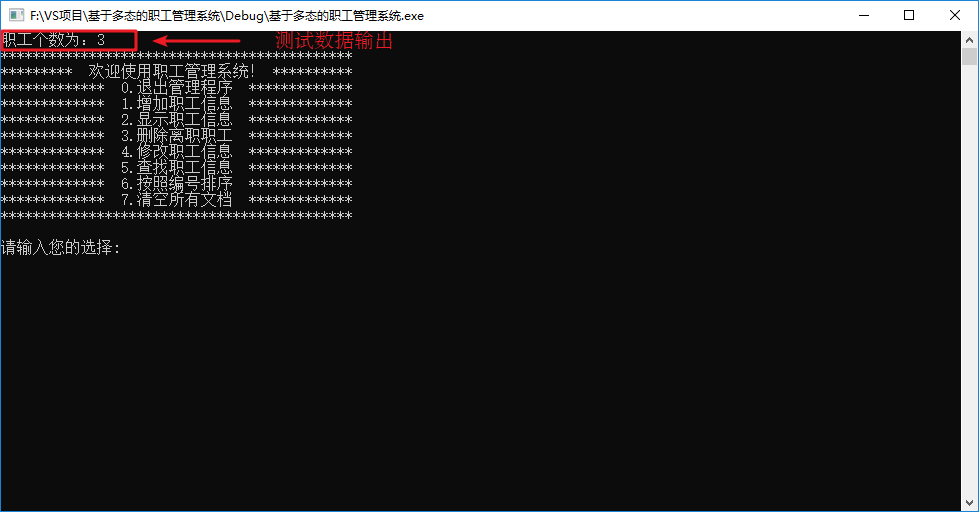 F:\VS项目\基于多态的职工管理系统\Debug\基于多态的职工管理系统.exe
职工个数为：3 测试数据输出
********************************************
*********  欢迎使用职工管理系统！ **********
*************  0.退出管理程序  *************
*************  1.增加职工信息  *************
*************  2.显示职工信息  *************
*************  3.删除离职职工  *************
*************  4.修改职工信息  *************
*************  5.查找职工信息  *************
*************  6.按照编号排序  *************
*************  7.清空所有文档  *************
********************************************
请输入您的选择: